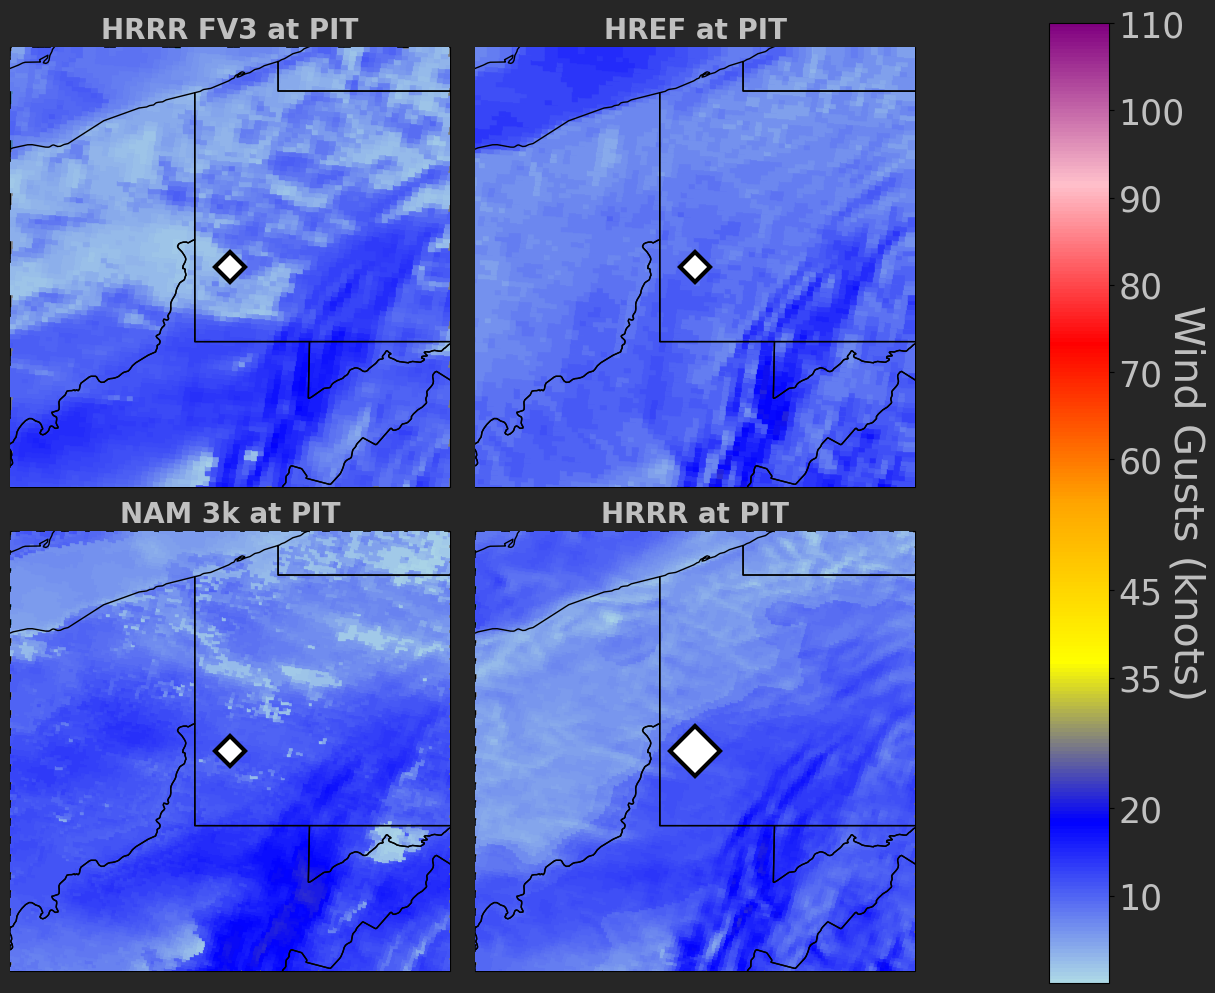 HRRR FV3 at PIT
HREF at PIT
NAM 3k at PIT
HRRR at PIT
110
100
90
80
70
60
45
35
20
10
Wind Gusts (knots)